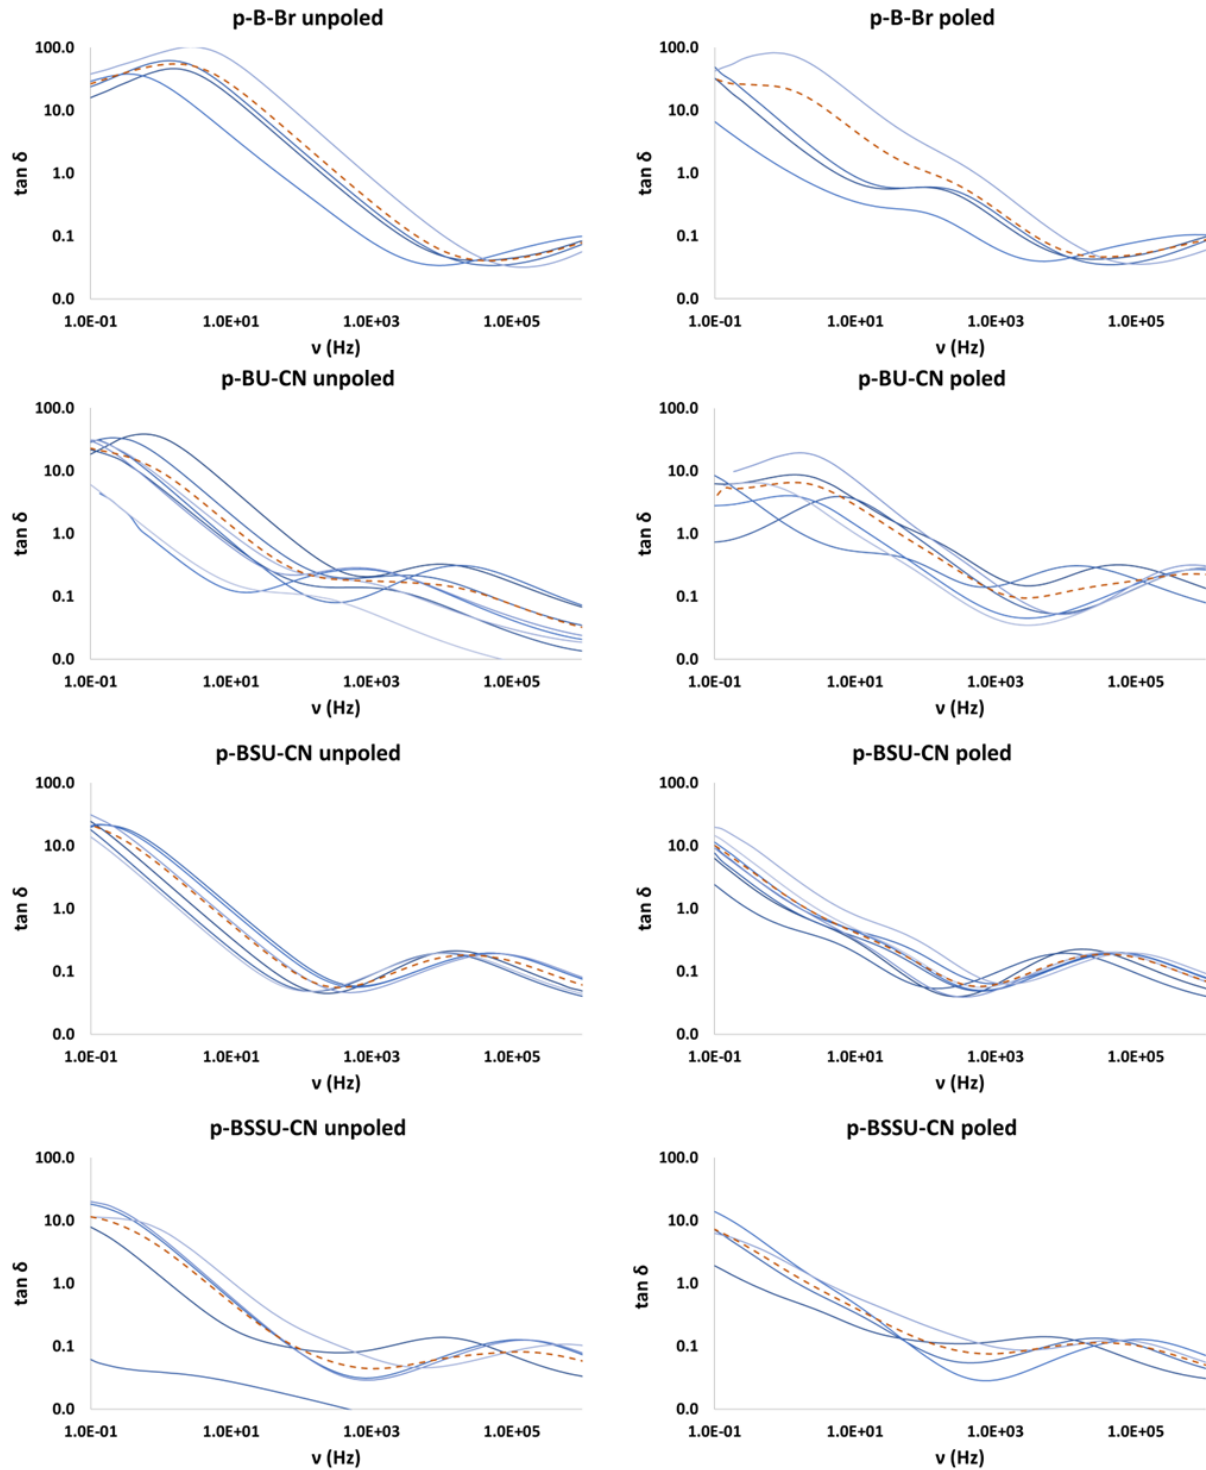 p-B-Br unpoled
100.0
10.0
1.0
0.1
0.0
tan δ
1.0E-01 1.0E+01 1.0E+03 1.0E+05
ν (Hz)
p-B-Br poled
100.0
10.0
1.0
0.1
0.0
tan δ
1.0E-01 1.0E+01 1.0E+03 1.0E+05
ν (Hz)
p-BU-CN unpoled
100.0
10.0
1.0
0.1
0.0
tan δ
1.0E-01 1.0E+01 1.0E+03 1.0E+05
ν (Hz)
p-BU-CN poled
100.0
10.0
1.0
0.1
0.0
tan δ
1.0E-01 1.0E+01 1.0E+03 1.0E+05
ν (Hz)
p-BSU-CN unpoled
100.0
10.0
1.0
0.1
0.0
tan δ
1.0E-01 1.0E+01 1.0E+03 1.0E+05
ν (Hz)
p-BSU-CN poled
100.0
10.0
1.0
0.1
0.0
tan δ
1.0E-01 1.0E+01 1.0E+03 1.0E+05
ν (Hz)
p-BSSU-CN unpoled
100.0
10.0
1.0
0.1
0.0
tan δ
1.0E-01 1.0E+01 1.0E+03 1.0E+05
ν (Hz)
p-BSSU-CN poled
100.0
10.0
1.0
0.1
0.0
tan δ
1.0E-01 1.0E+01 1.0E+03 1.0E+05
ν (Hz)